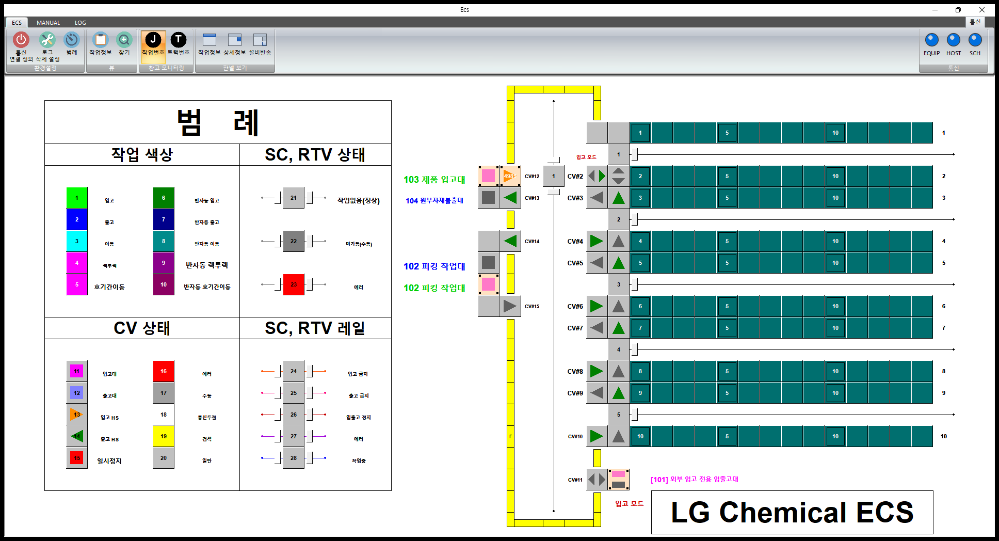 Ecs
ECS MANUAL LOG 통신
통신 연결 정의 로그 삭제 설정 범례 작업정보 찾기 작업번호 트랙번호 작업정보 상세정보 설비반송 EQUIP HOST SCH
J T
환경설정 뷰 창고 모니터링 판넬 보기 통신
범 례
작업 색상 SC, RTV 상태
1 입고 6 반자동 입고 21 작업없음(정상)
2 출고 7 반자동 출고
3 이동 8 반자동 이동 22 미가동(수동)
4 랙투랙 9 반자동 랙투랙
5 호기간이동 10 반자동 호기간이동 23 에러
CV 상태 SC, RTV 레일
11 입고대 16 에러 24 입고 금지
12 출고대 17 수동 25 출고 금지
13 입고 HS 18 통신두절 26 입출고 정지
14 출고 HS 19 검색 27 에러
15 일시정지 20 일반 28 작업중
1 5 10 1
입고 모드 1
103 제품 입고대 4981 CV#12 1 CV#2 2 5 10 2
104 원부자재불출대 CV#13 CV#3 3 5 10 3
2
CV#14 CV#4 4 5 10 4
102 피킹 작업대 CV#5 5 5 10 5
102 피킹 작업대 3
CV#15 CV#6 6 5 10 6
CV#7 7 5 10 7
4
CV#8 8 5 10 8
CV#9 9 5 10 9
5
F CV#10 10 5 10 10
CV#11 [101] 외부 입고 전용 입출고대
입고 모드
LG Chemical ECS